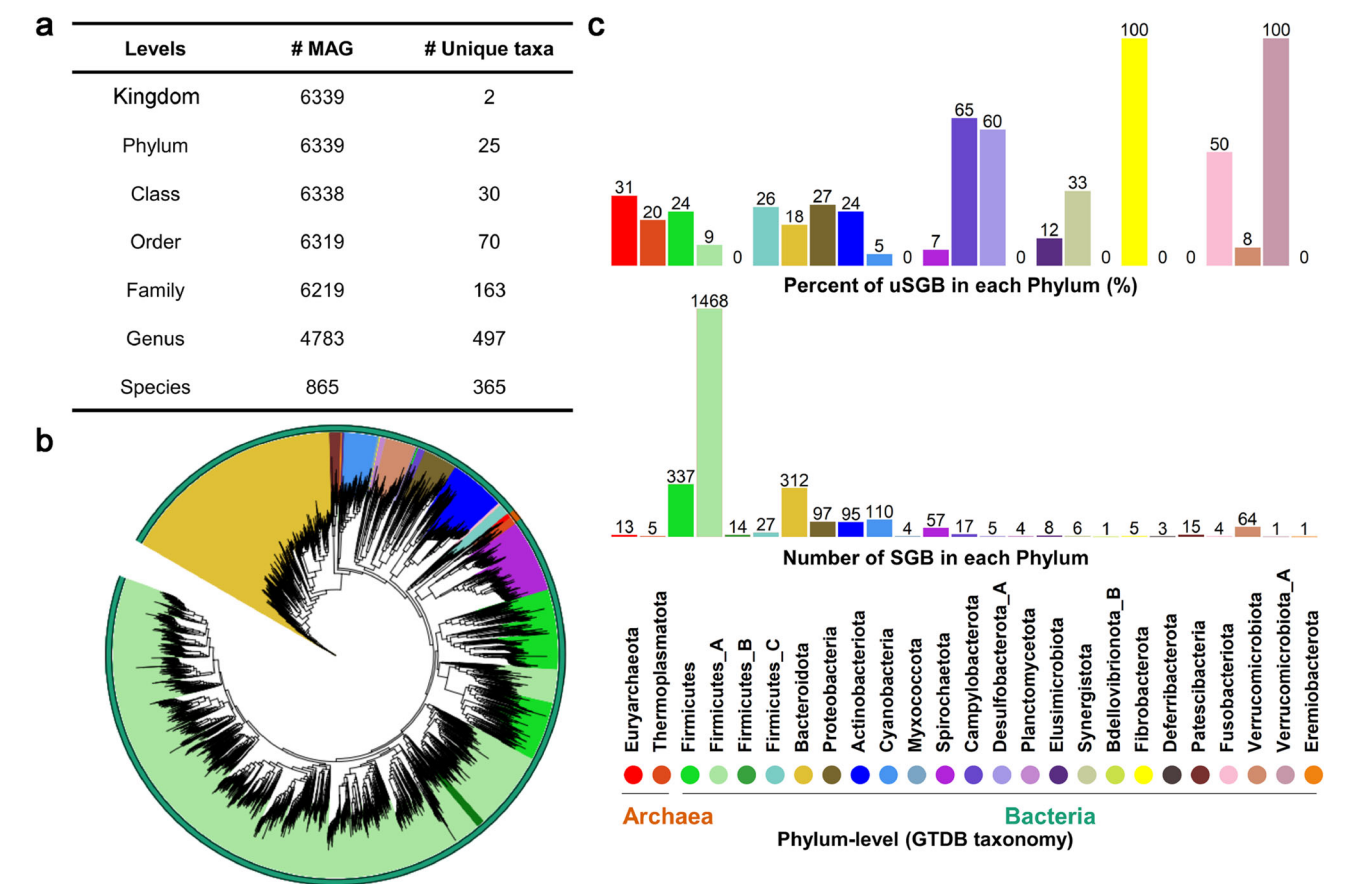 a
Levels # MAG # Unique taxa
Kingdom 6339 2
Phylum 6339 25
Class 6338 30
Order 6319 70
Family 6219 163
Genus 4783 497
Species 865 365
b
c
31 20 24 9 0 26 18 27 24 5 0 7 65 60 0 12 33 0 100 0 0 50 8 100 0
Percent of uSGB in each Phylum (%)
13 5 337 1468 14 27 312 97 95 110 4 57 17 5 4 8 6 1 5 3 15 4 64 1 1
Number of SGB in each Phylum
Euryarchaeota
Thermoplasmatota
Firmicutes
Firmicutes_A
Firmicutes_B
Firmicutes_C
Bacteroidota
Proteobacteria
Actinobacteriota
Cyanobacteria
Myxococcota
Spirochaetota
Campylobacterota
Desulfobacterota_A
Planctomycetota
Elusimicrobiota
Synergistota
Bdellovibrionota_B
Fibrobacterota
Deferribacterota
Patescibacteria
Fusobacteriota
Verrucomicrobiota
Verrucomicrobiota_A
Eremiobacterota
Archaea Bacteria
Phylum-level (GTDB taxonomy)